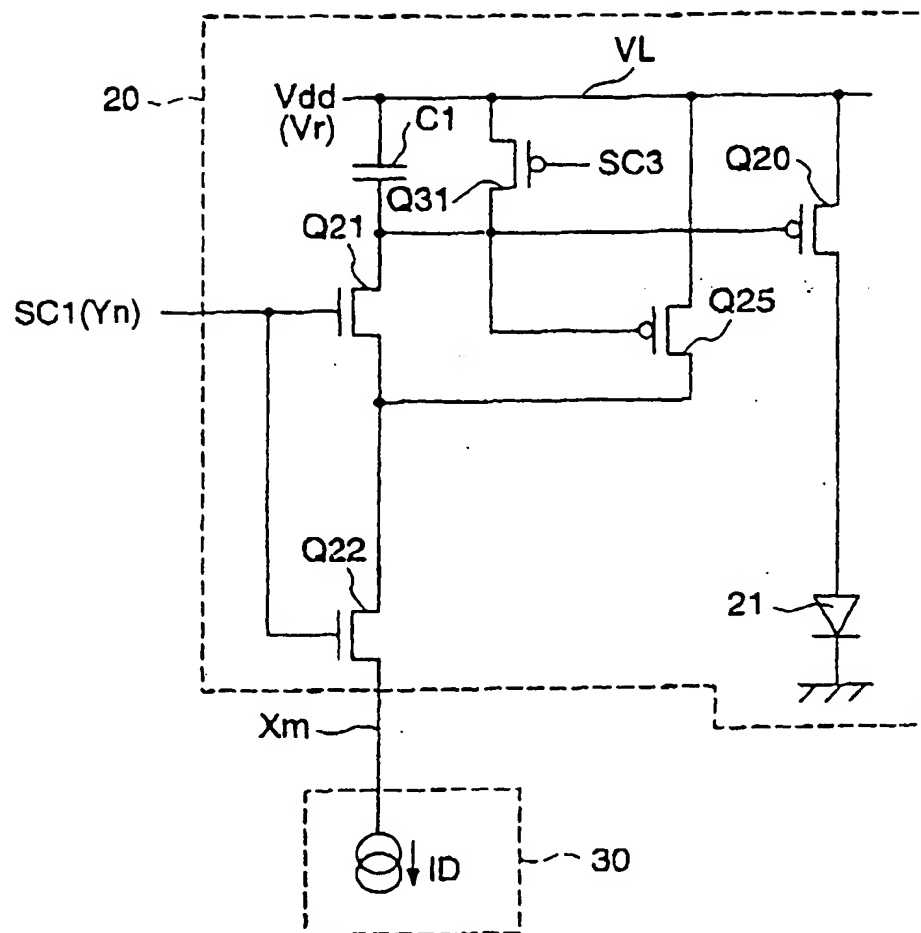 VL
20
Vdd
(Vr)
C1
SC3
Q20
Q31
Q21
SC1(Yn)
Q25
Q22
21
Xm
30
ID